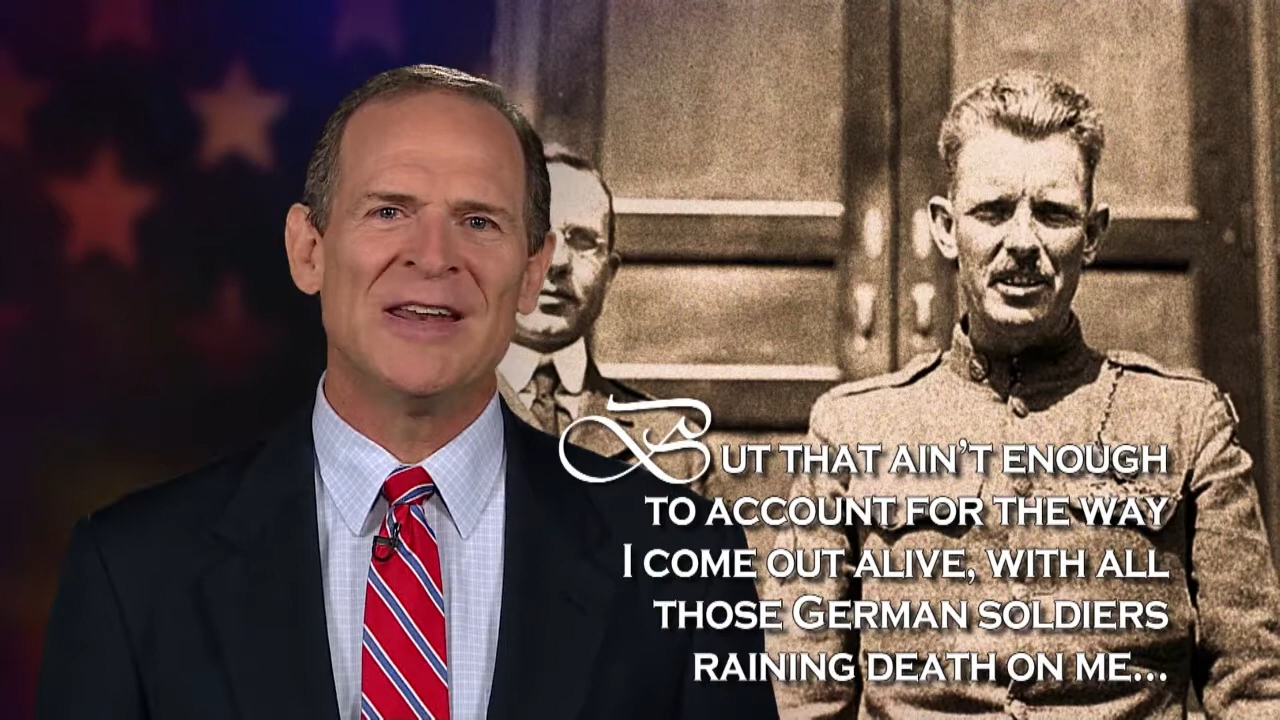 But that ain't enough
to account for the way
I come out alive, with all
those German soldiers
raining death on me...